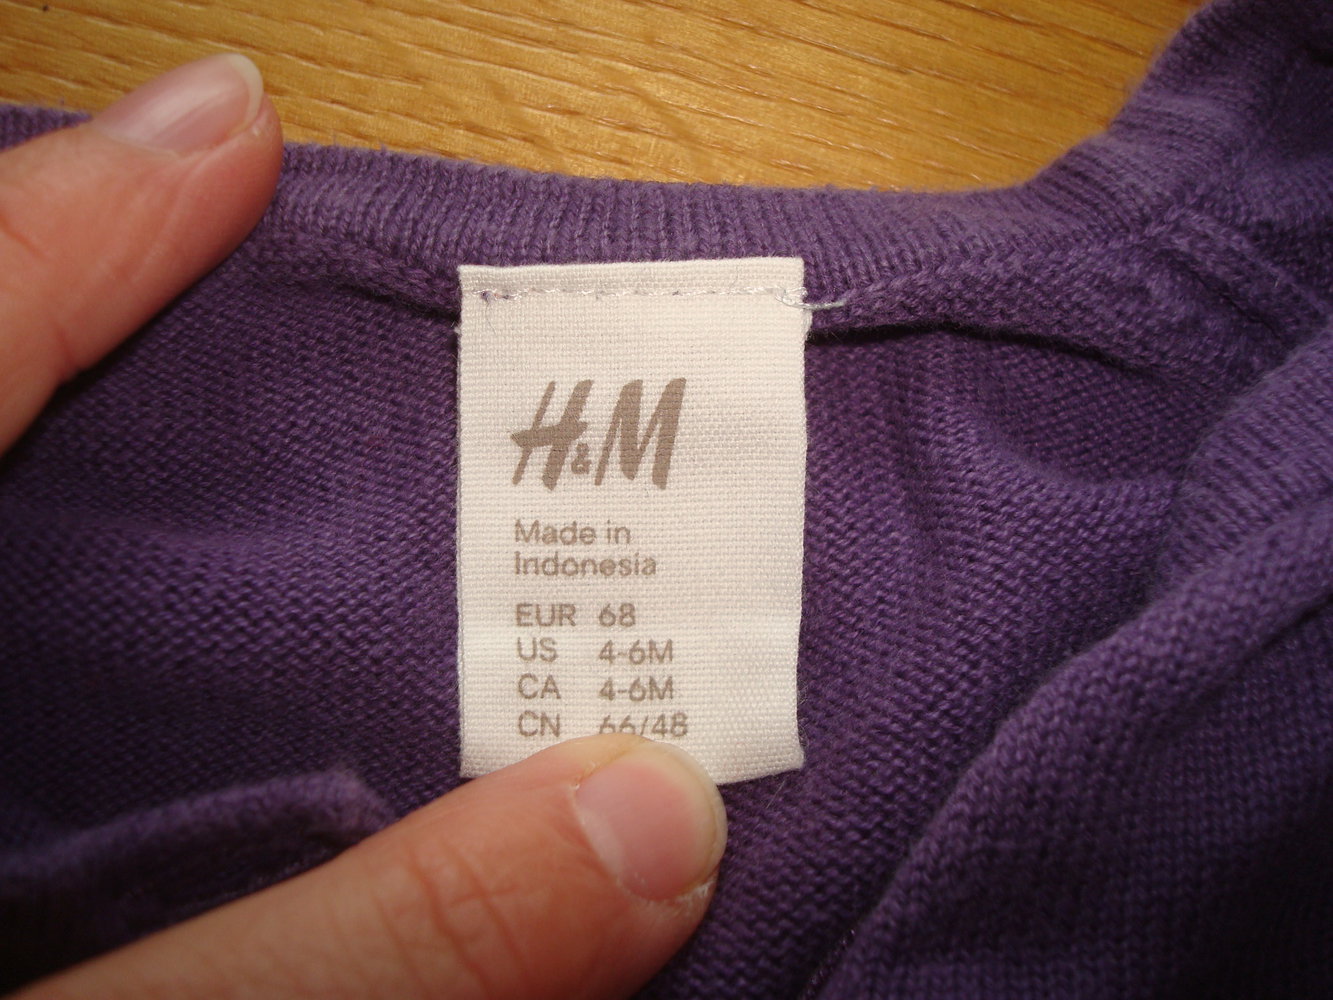 H&M
Made in
Indonesia
EUR 68
US 4-6M
CA 4-6M
CN 66/48